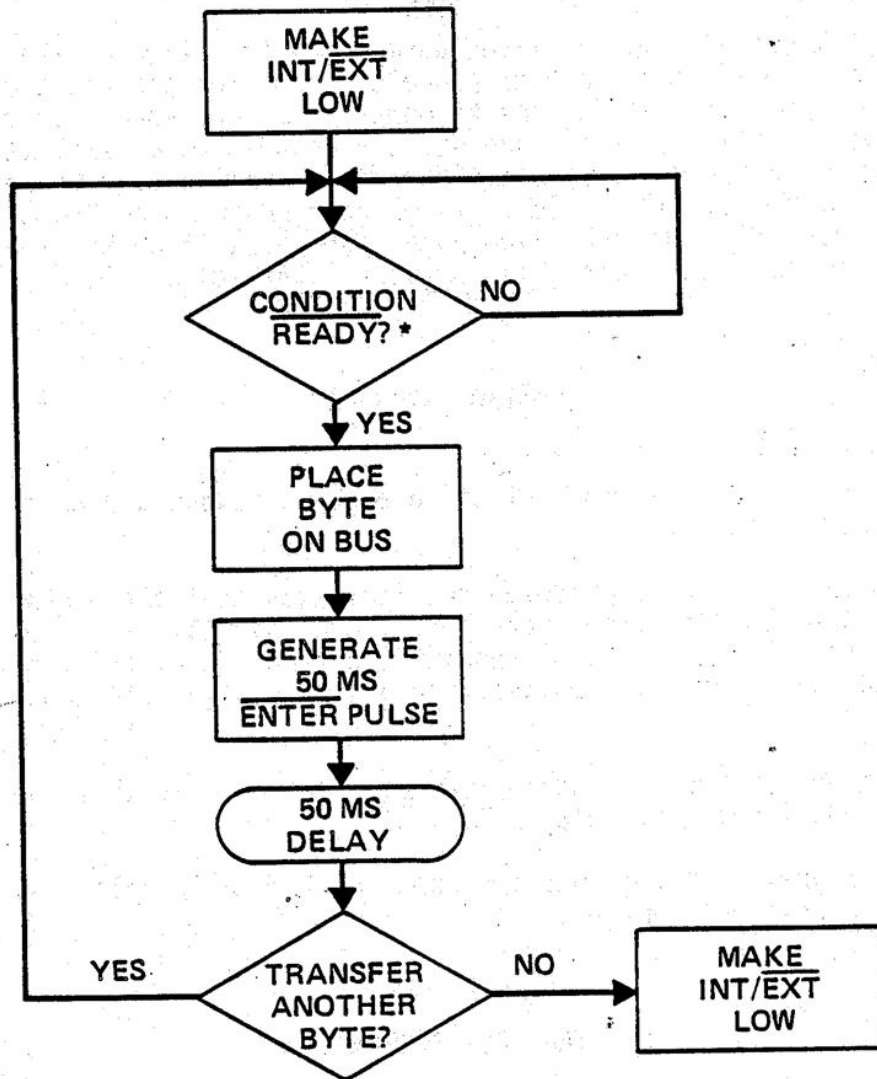 MAKE
INT/EXT
LOW
CONDITION
READY? *
NO
YES
PLACE
BYTE
ON BUS
GENERATE
50 MS
ENTER PULSE
50 MS
DELAY
YES
TRANSFER
ANOTHER
BYTE?
NO
MAKE
INT/EXT
LOW